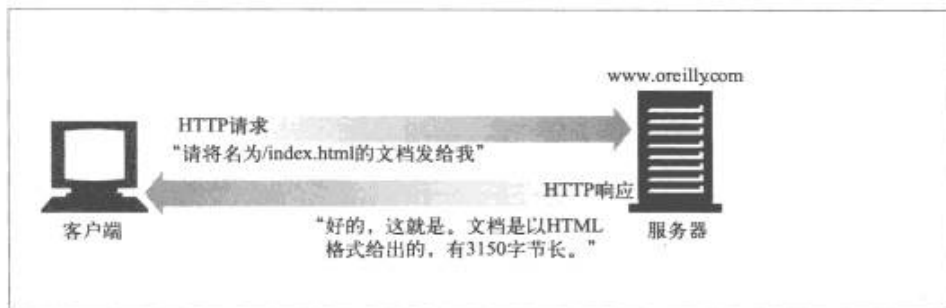 www.oreilly.com
HTTP请求
“请将名为/index.html的文档发给我”
HTTP响应
“好的，这就是。文档是以HTML
格式给出的，有3150字节长。”
客户端
服务器